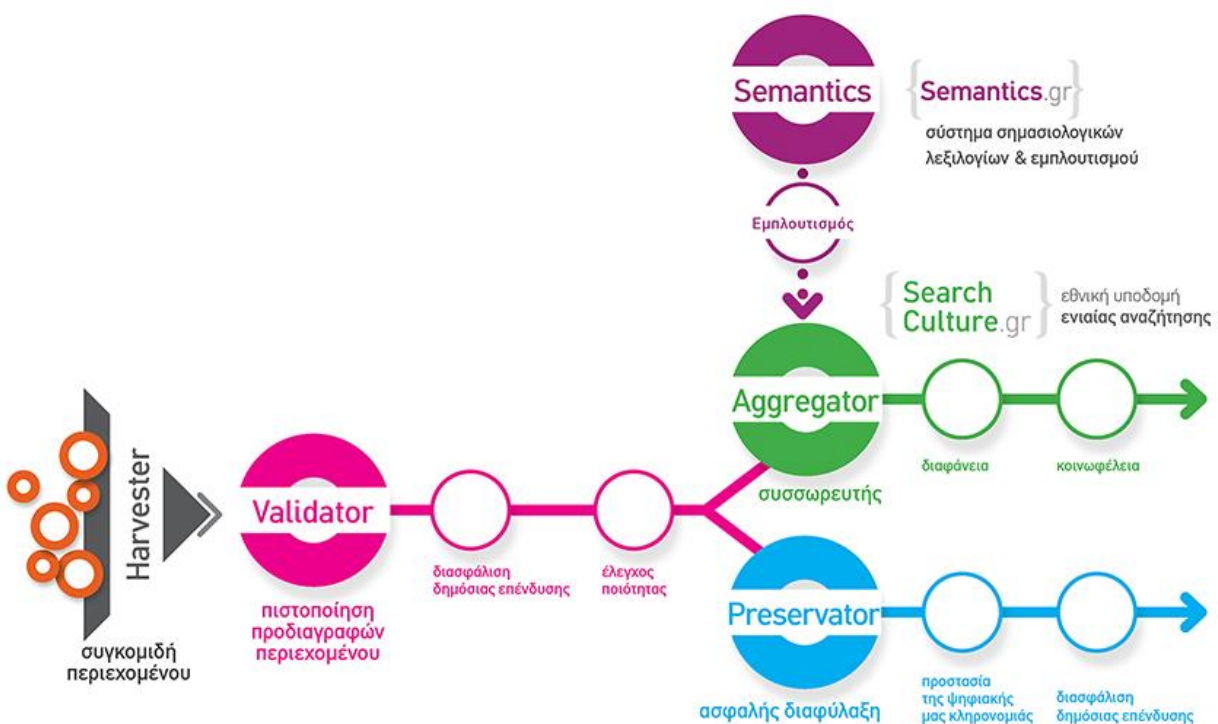 Semantics
{Semantics.gr}
σύστημα σημασιολογικών
λεξιλογίων & εμπλουτισμού
Εμπλουτισμός
{Search
Culture.gr}
εθνική υποδομή
ενιαίας αναζήτησης
Harvester
συγκομιδή
περιεχομένου
Validator
πιστοποίηση
προδιαγραφών
περιεχομένου
διασφάλιση
δημόσιας επένδυσης
έλεγχος
ποιότητας
Aggregator
συσσωρευτής
διαφάνεια
κοινωφέλεια
Preservator
ασφαλής διαφύλαξη
προστασία
της ψηφιακής
μας κληρονομιάς
διασφάλιση
δημόσιας επένδυσης